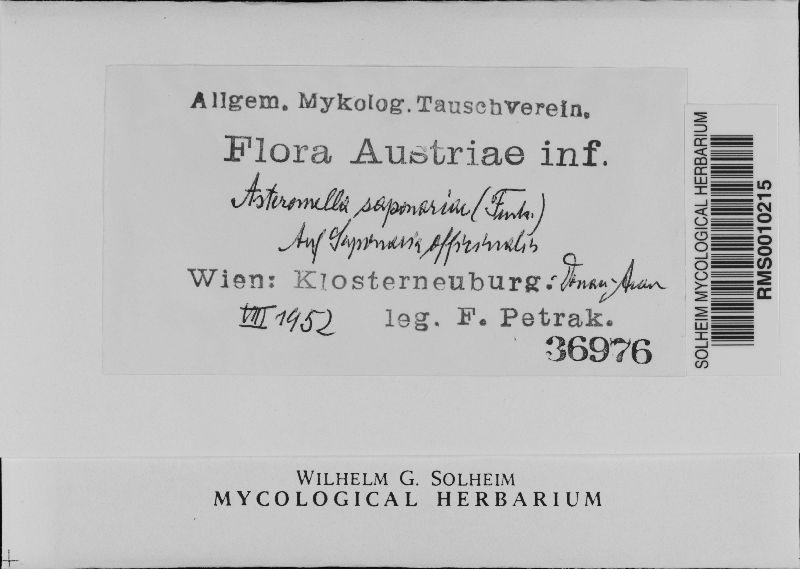 Allgem. Mykolog. Tauschverein.
Flora Austriae inf.
Asteromella saponariae (Fuck.)
Auf Saponaria officinalis
Wien: Klosterneuburg: Donau-Auen
VIII 1952 leg. F. Petrak.
36976
SOLHEIM MYCOLOGICAL HERBARIUM
RMS0010215
WILHELM G. SOLHEIM
MYCOLOGICAL HERBARIUM